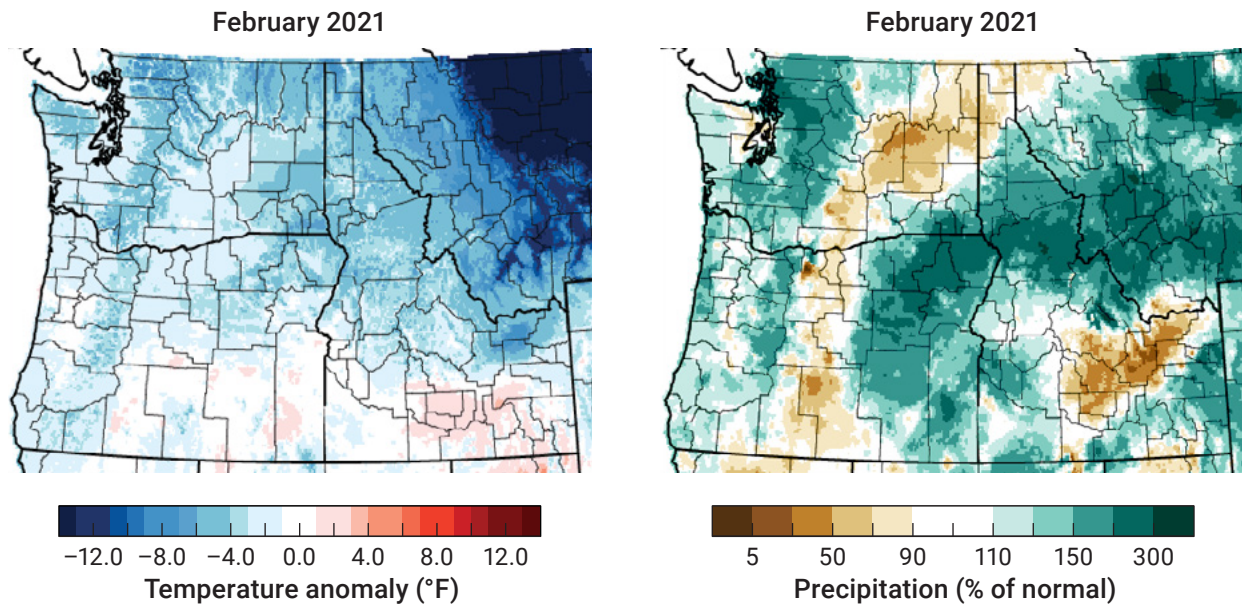 February 2021
February 2021
−12.0 −8.0 −4.0 0.0 4.0 8.0 12.0
Temperature anomaly (°F)
5 50 90 110 150 300
Precipitation (% of normal)